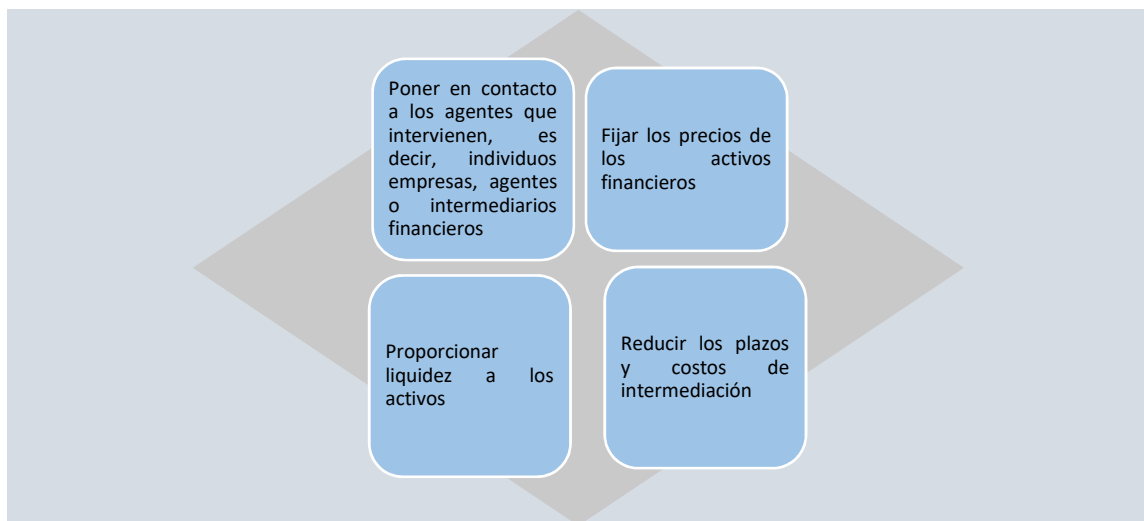 Poner en contacto
a los agentes que
intervienen, es
decir, individuos
empresas, agentes
o intermediarios
financieros
Fijar los precios de
los activos
financieros
Proporcionar
liquidez a los
activos
Reducir los plazos
y costos de
intermediación